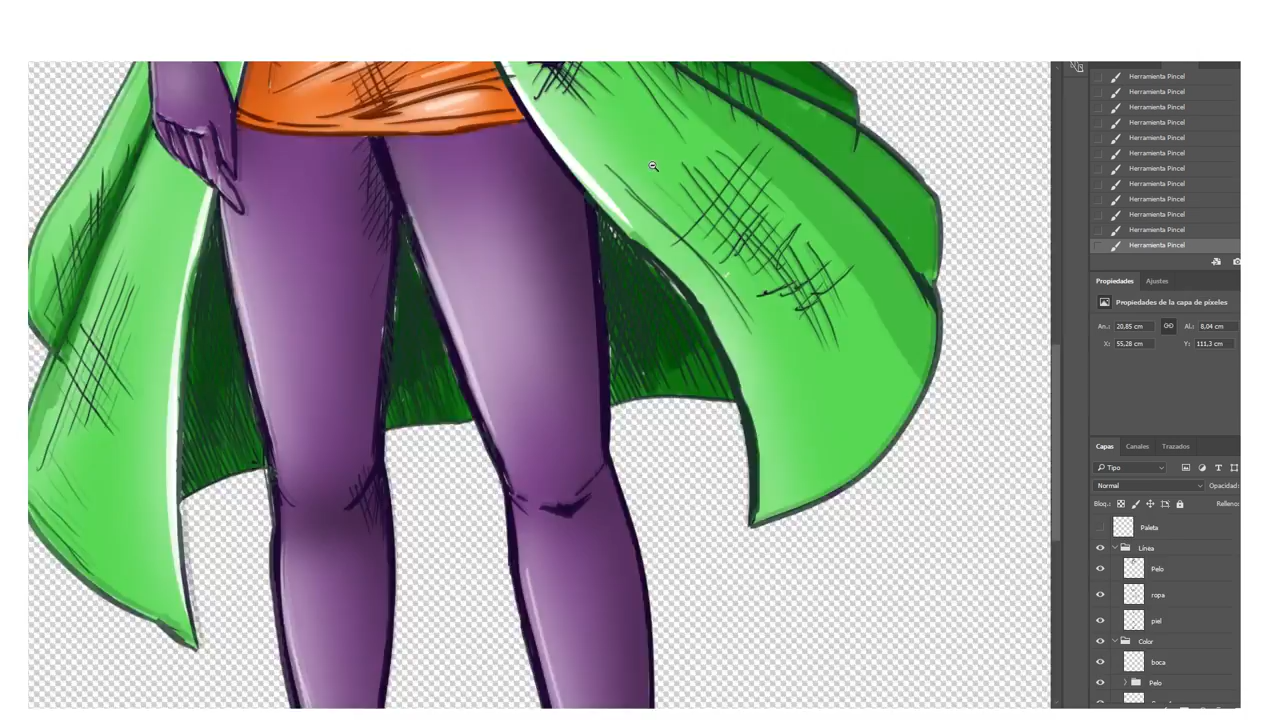 Herramienta Pincel
Herramienta Pincel
Herramienta Pincel
Herramienta Pincel
Herramienta Pincel
Herramienta Pincel
Herramienta Pincel
Herramienta Pincel
Herramienta Pincel
Herramienta Pincel
Herramienta Pincel
Herramienta Pincel
Propiedades Ajustes
Propiedades de la capa de píxeles
An.: 20,85 cm Al.: 8,04 cm
X: 55,28 cm Y: 111,3 cm
Capas Canales Trazados
Tipo
Normal Opacidad:
Bloq.: Relleno:
Paleta
Línea
Pelo
ropa
piel
Color
boca
Pelo